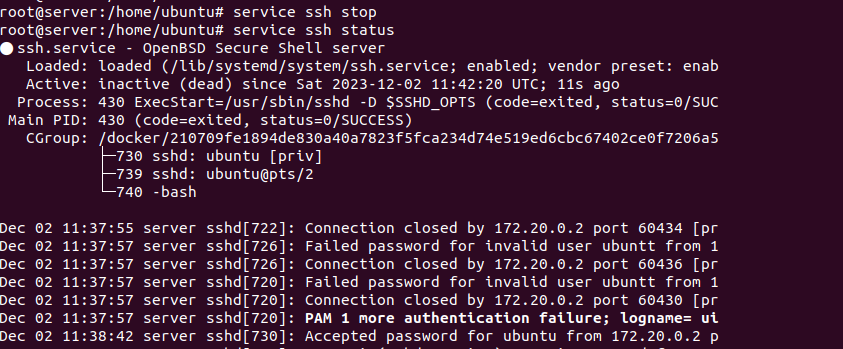 root@server:/home/ubuntu# service ssh stop
root@server:/home/ubuntu# service ssh status
● ssh.service - OpenBSD Secure Shell server
   Loaded: loaded (/lib/systemd/system/ssh.service; enabled; vendor preset: enab
   Active: inactive (dead) since Sat 2023-12-02 11:42:20 UTC; 11s ago
  Process: 430 ExecStart=/usr/sbin/sshd -D $SSHD_OPTS (code=exited, status=0/SUC
 Main PID: 430 (code=exited, status=0/SUCCESS)
   CGroup: /docker/210709fe1894de830a40a7823f5fca234d74e519ed6cbc67402ce0f7206a5
           ├─730 sshd: ubuntu [priv]
           ├─739 sshd: ubuntu@pts/2
           └─740 -bash
Dec 02 11:37:55 server sshd[722]: Connection closed by 172.20.0.2 port 60434 [pr
Dec 02 11:37:57 server sshd[726]: Failed password for invalid user ubuntt from 1
Dec 02 11:37:57 server sshd[726]: Connection closed by 172.20.0.2 port 60436 [pr
Dec 02 11:37:57 server sshd[720]: Failed password for invalid user ubuntt from 1
Dec 02 11:37:57 server sshd[720]: Connection closed by 172.20.0.2 port 60430 [pr
Dec 02 11:37:57 server sshd[720]: PAM 1 more authentication failure; logname= ui
Dec 02 11:38:42 server sshd[730]: Accepted password for ubuntu from 172.20.0.2 p